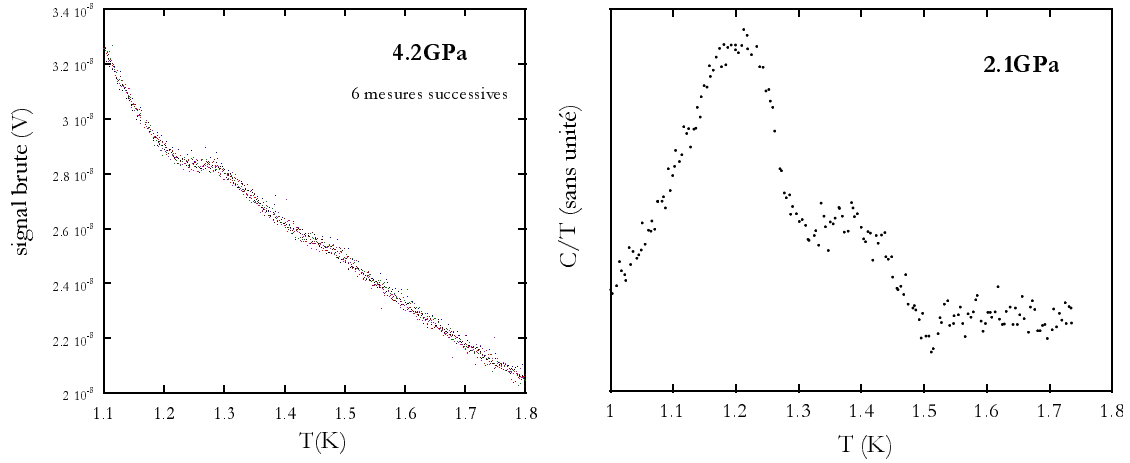 3.4 10⁻⁸
3.2 10⁻⁸
3 10⁻⁸
2.8 10⁻⁸
2.6 10⁻⁸
2.4 10⁻⁸
2.2 10⁻⁸
2 10⁻⁸
signal brute (V)
4.2GPa
6 mesures successives
1.1 1.2 1.3 1.4 1.5 1.6 1.7 1.8
T(K)
C/T (sans unité)
2.1GPa
1 1.1 1.2 1.3 1.4 1.5 1.6 1.7 1.8
T (K)